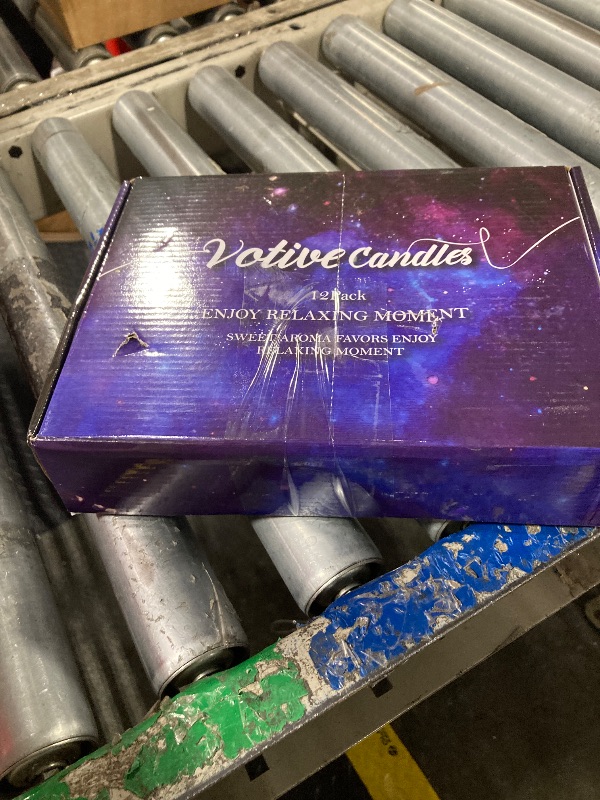 Votive Candles
12Pack
ENJOY RELAXING MOMENT
SWEET AROMA FAVORS ENJOY
RELAXING MOMENT